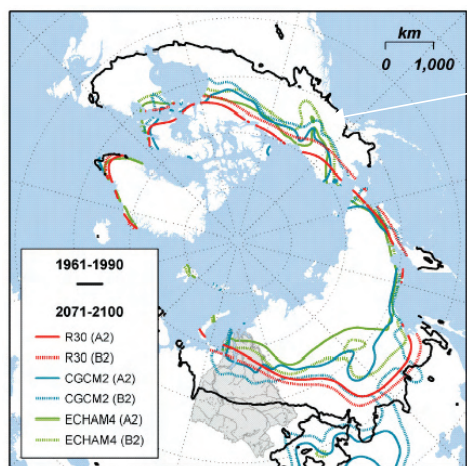 km
0 1,000
1961-1990
2071-2100
R30 (A2)
R30 (B2)
CGCM2 (A2)
CGCM2 (B2)
ECHAM4 (A2)
ECHAM4 (B2)